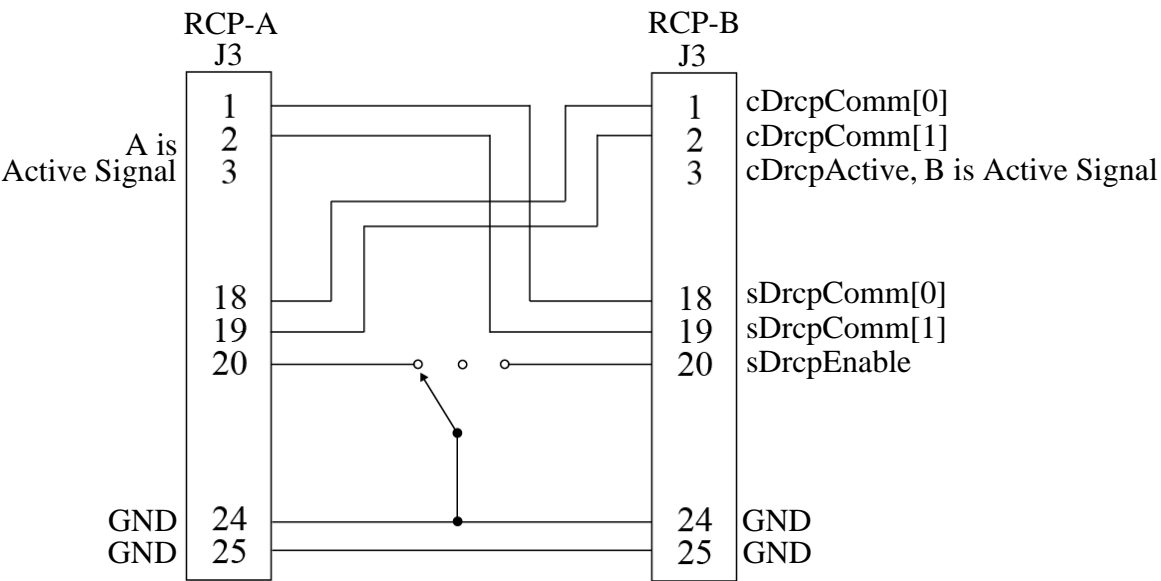 RCP-A
J3
RCP-B
J3
1
2
3
A is
Active Signal
18
19
20
24
25
GND
GND
1
2
3
cDrcpComm[0]
cDrcpComm[1]
cDrcpActive, B is Active Signal
18
19
20
sDrcpComm[0]
sDrcpComm[1]
sDrcpEnable
24
25
GND
GND